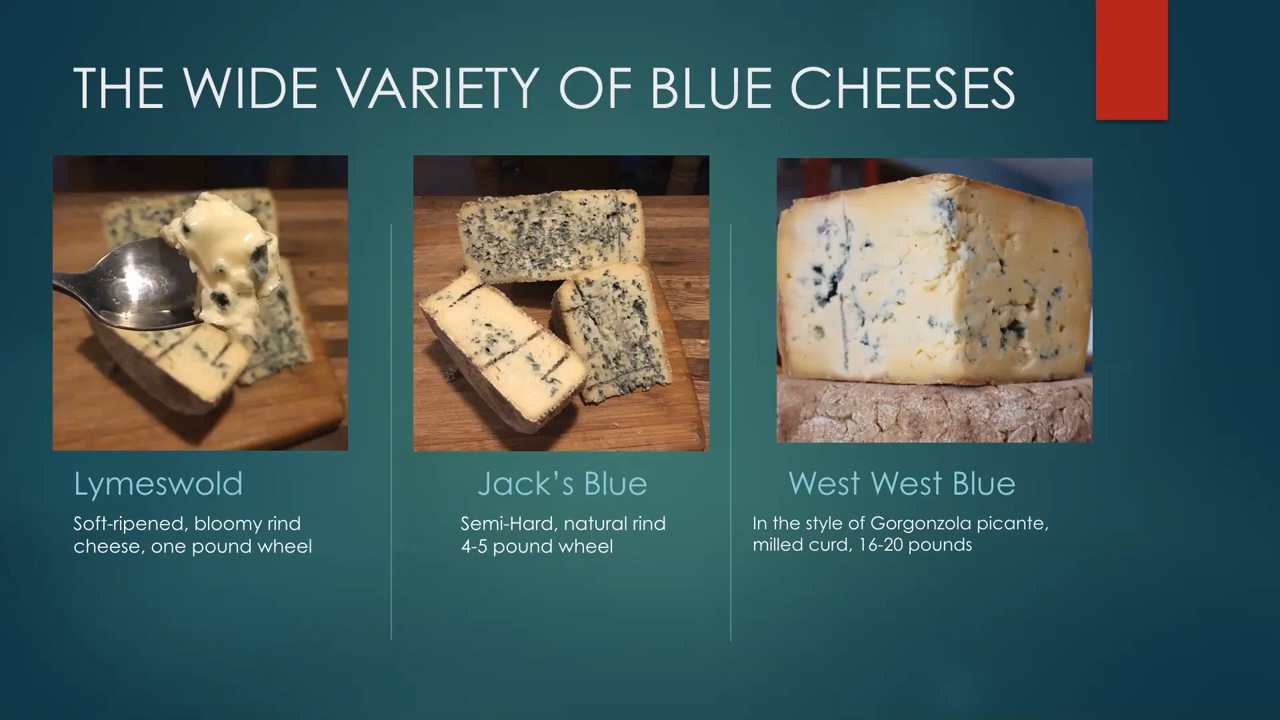 THE WIDE VARIETY OF BLUE CHEESES
Lymeswold
Soft-ripened, bloomy rind
cheese, one pound wheel
Jack's Blue
Semi-Hard, natural rind
4-5 pound wheel
West West Blue
In the style of Gorgonzola picante,
milled curd, 16-20 pounds